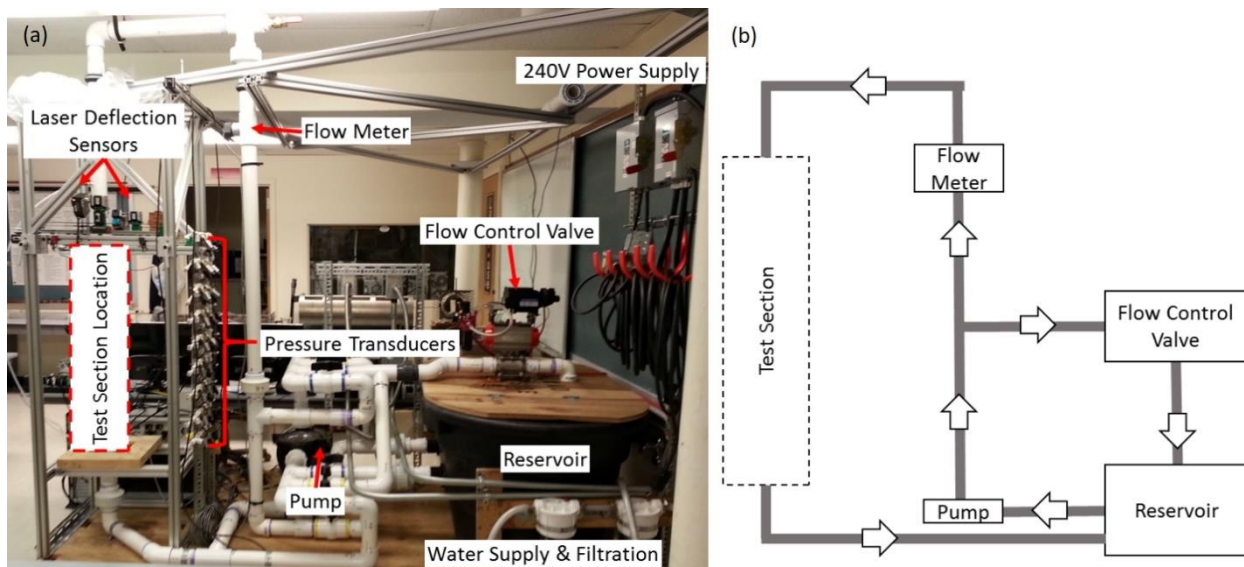 (a)
240V Power Supply
Laser Deflection
Sensors
Flow Meter
Flow Control Valve
Test Section Location
Pressure Transducers
Reservoir
Pump
Water Supply & Filtration
(b)
Flow
Meter
Test Section
Flow Control
Valve
Pump
Reservoir